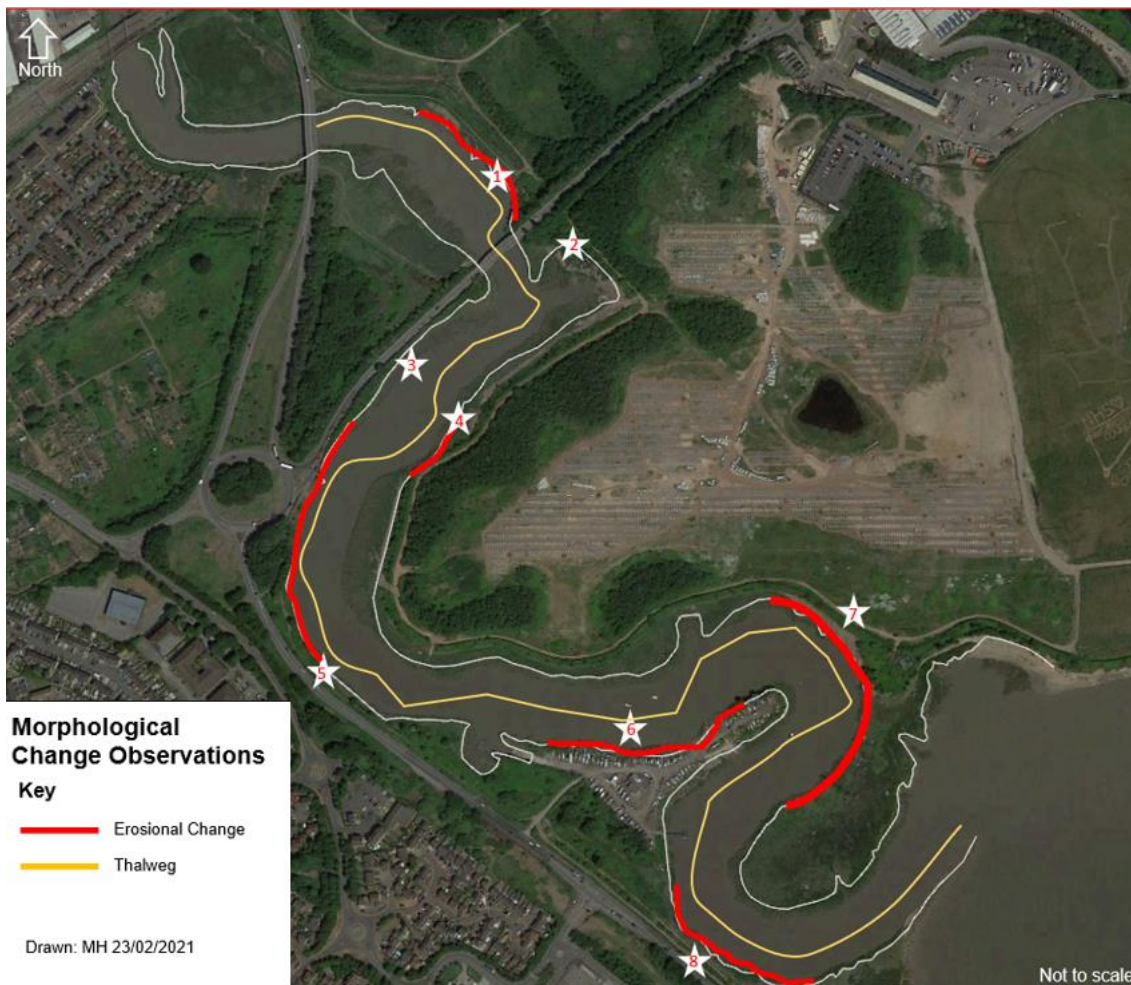 North
1
2
3
4
5
6
7
8
Morphological
Change Observations
Key
Erosional Change
Thalweg
Drawn: MH 23/02/2021
Not to scale